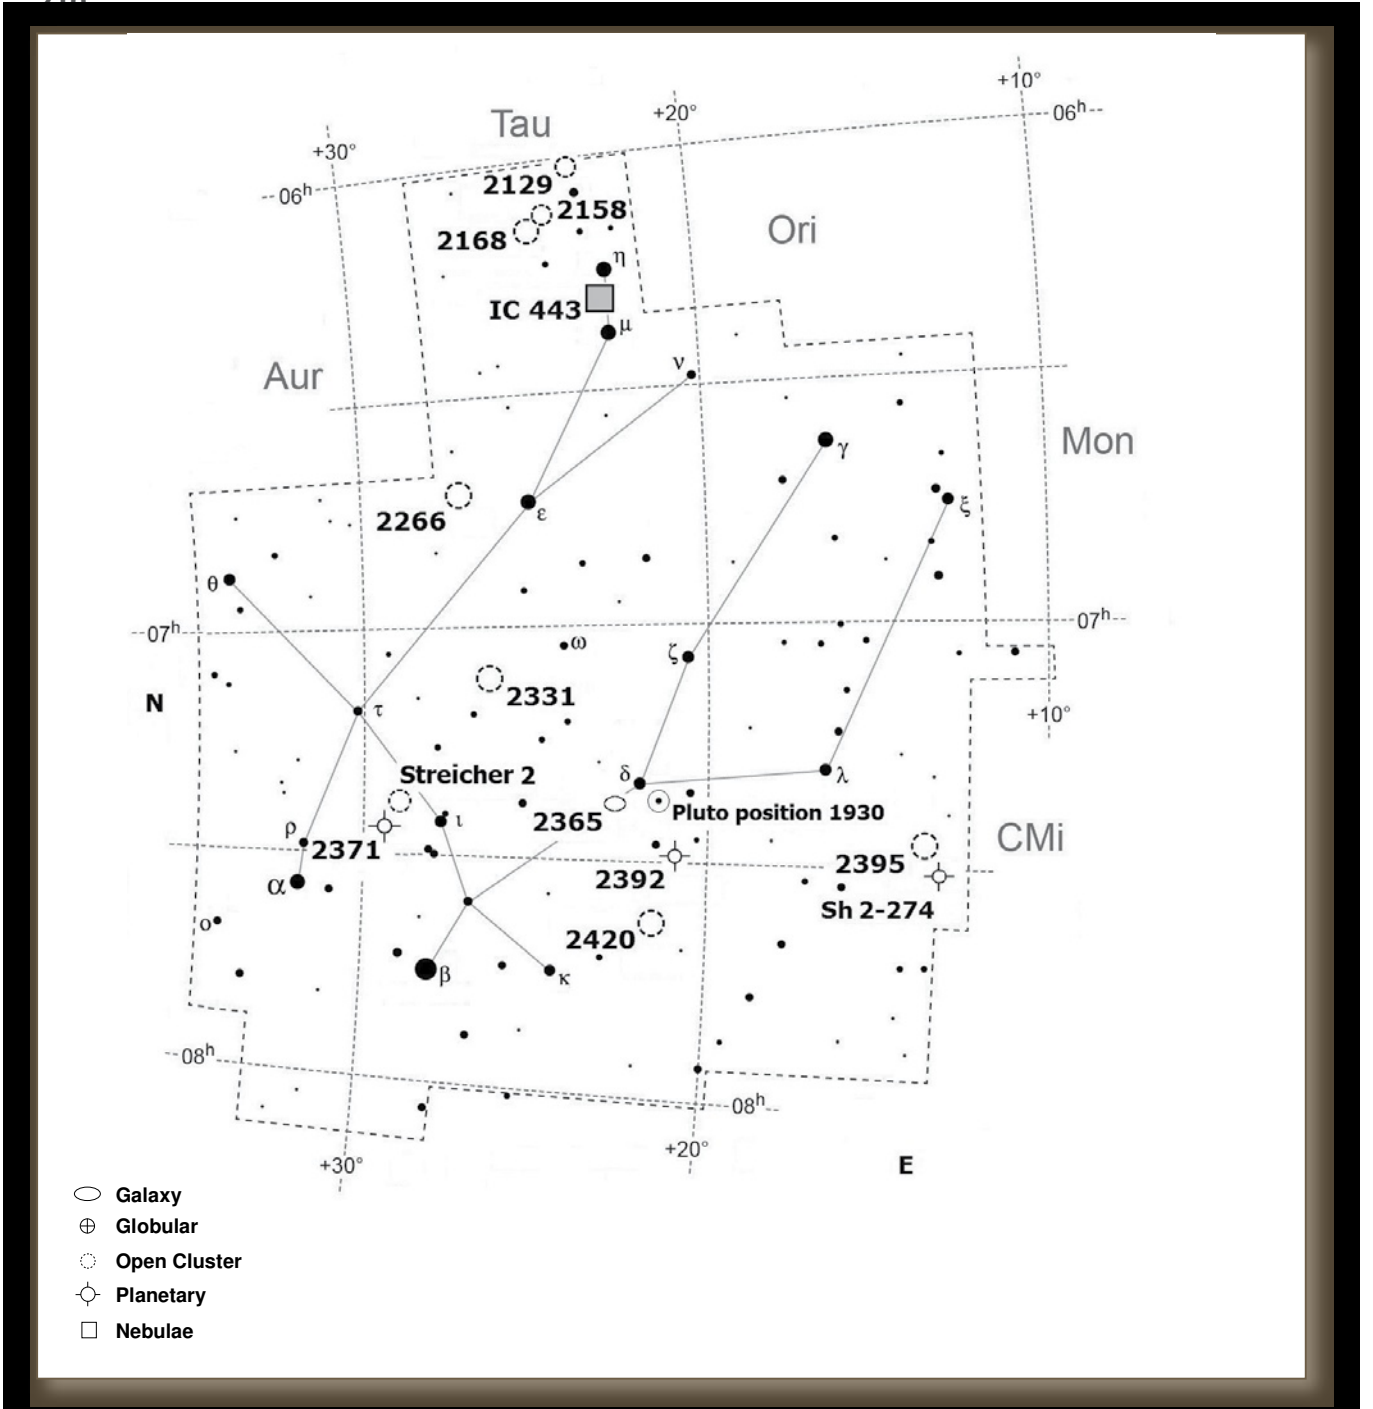 +10°
06h
+20°
Tau
+30°
06h
2129
2158
2168
Ori
η
IC 443
μ
ν
Aur
Mon
γ
ξ
2266
ε
θ
07h
07h
ω
ζ
N
2331
τ
+10°
Streicher 2
δ
λ
2365
Pluto position 1930
ι
ρ
2371
CMi
2395
2392
α
Sh 2-274
ο
2420
β
κ
08h
08h
+20°
+30°
E
Galaxy
Globular
Open Cluster
Planetary
Nebulae